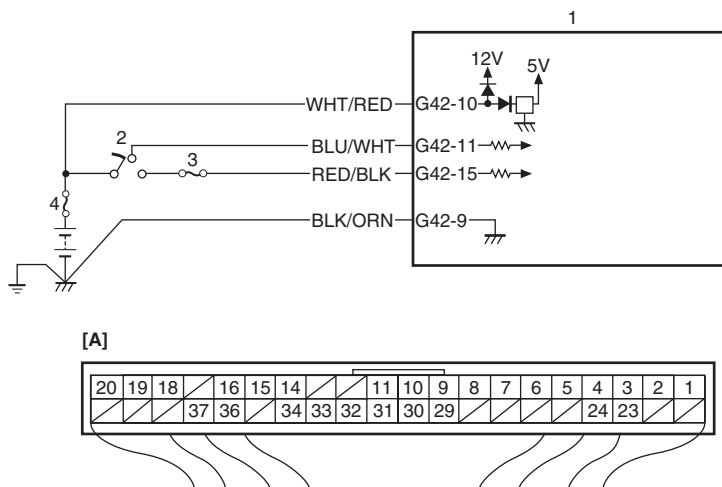 1
12V
5V
WHT/RED
G42-10
2
BLU/WHT
G42-11
3
RED/BLK
G42-15
4
BLK/ORN
G42-9
[A]
20 19 18 16 15 14 11 10 9 8 7 6 5 4 3 2 1
37 36 34 33 32 31 30 29 24 23